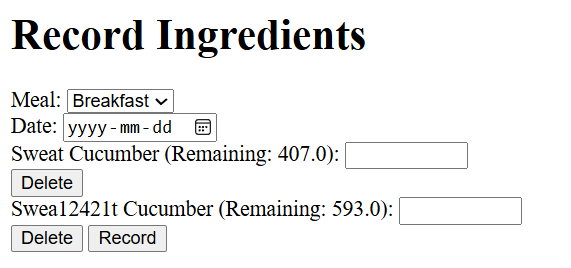 Record Ingredients
Meal: Breakfast
Date: yyyy-mm-dd
Sweat Cucumber (Remaining: 407.0):
Delete
Swea12421t Cucumber (Remaining: 593.0):
Delete Record